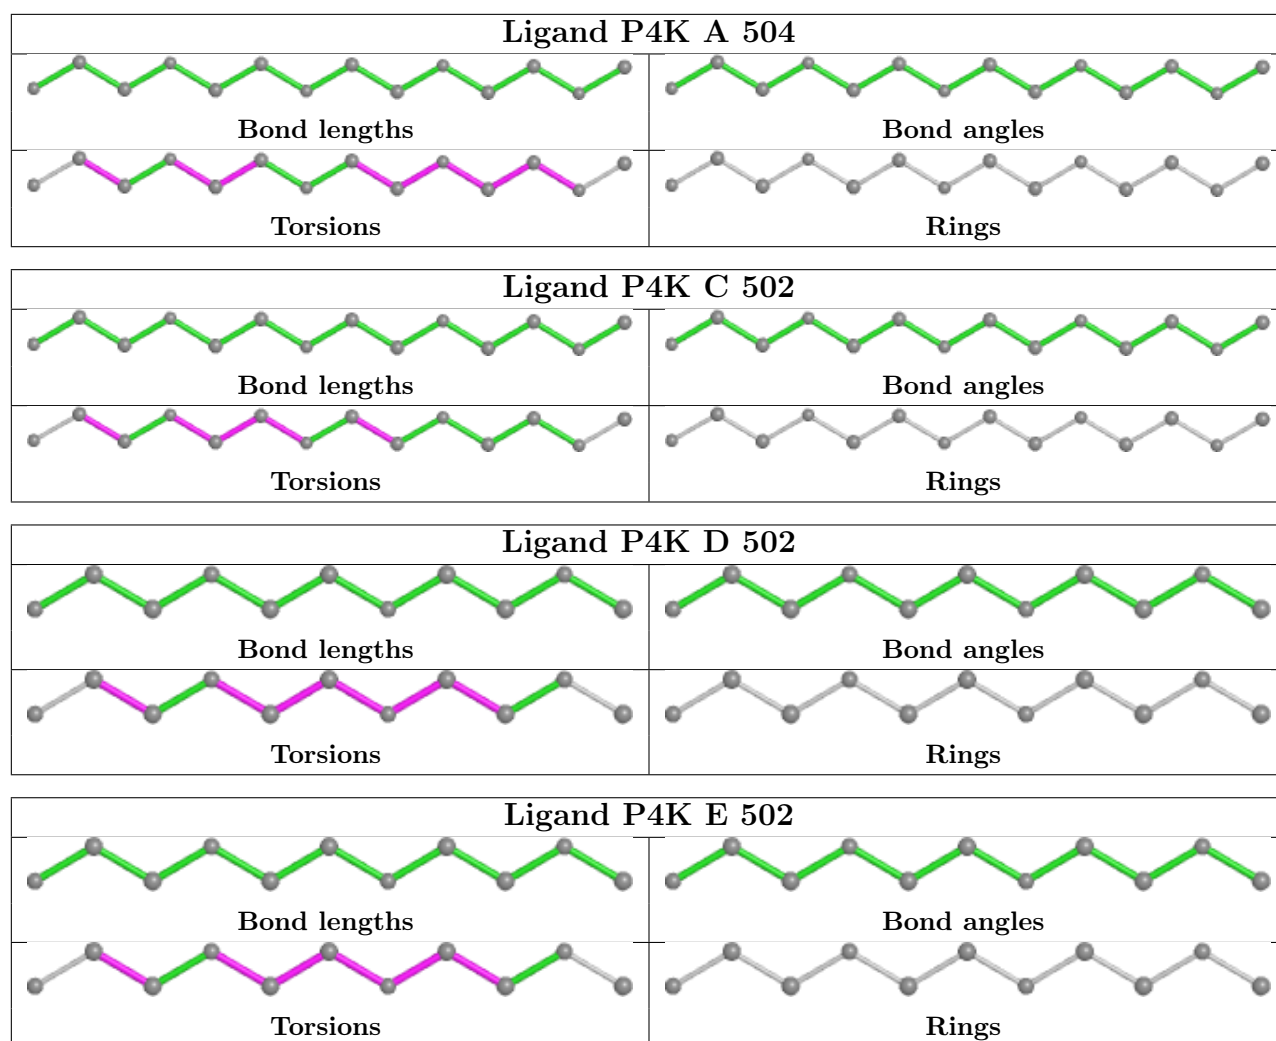 Ligand P4K A 504
Bond lengths
Bond angles
Torsions
Rings
Ligand P4K C 502
Bond lengths
Bond angles
Torsions
Rings
Ligand P4K D 502
Bond lengths
Bond angles
Torsions
Rings
Ligand P4K E 502
Bond lengths
Bond angles
Torsions
Rings